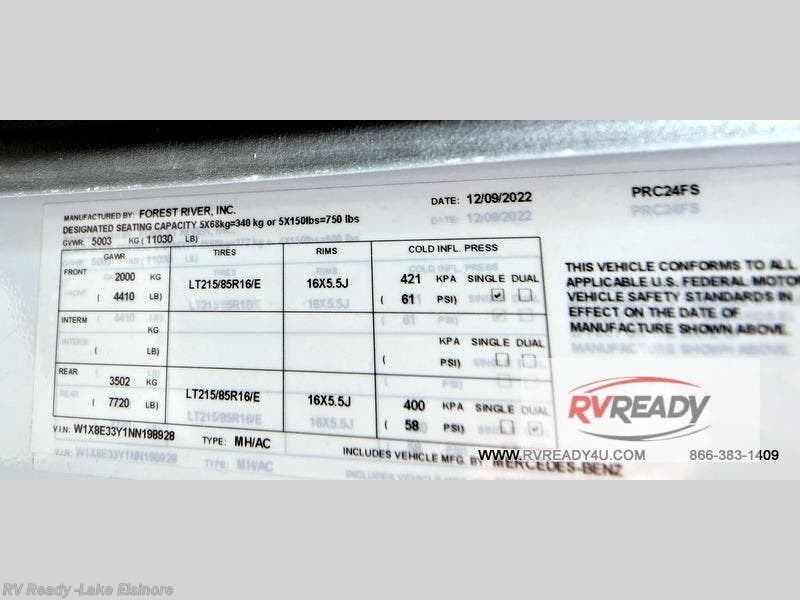 MANUFACTURED BY: FOREST RIVER, INC. DATE: 12/09/2022 PRC24FS
DESIGNATED SEATING CAPACITY 5X68kg=340 kg or 5X150lbs=750 lbs
GVWR: 5003 KG ( 11030 LB)
GAWR TIRES RIMS COLD INFL. PRESS
FRONT 2000 KG LT215/85R16/E 16X5.5J 421 KPA SINGLE DUAL
( 4410 LB) ( 61 PSI)
INTERM KG KPA SINGLE DUAL
( LB) ( PSI)
REAR 3502 KG LT215/85R16/E 16X5.5J 400 KPA SINGLE DUAL
( 7720 LB) ( 58 PSI)
V.I.N: W1X8E33Y1NN198928 TYPE: MH/AC INCLUDES VEHICLE MFG. BY: MERCEDES-BENZ
THIS VEHICLE CONFORMS TO ALL
APPLICABLE U.S. FEDERAL MOTO
VEHICLE SAFETY STANDARDS IN
EFFECT ON THE DATE OF
MANUFACTURE SHOWN ABOVE.
RVREADY
WWW.RVREADY4U.COM 866-383-1409
RV Ready -Lake Elsinore